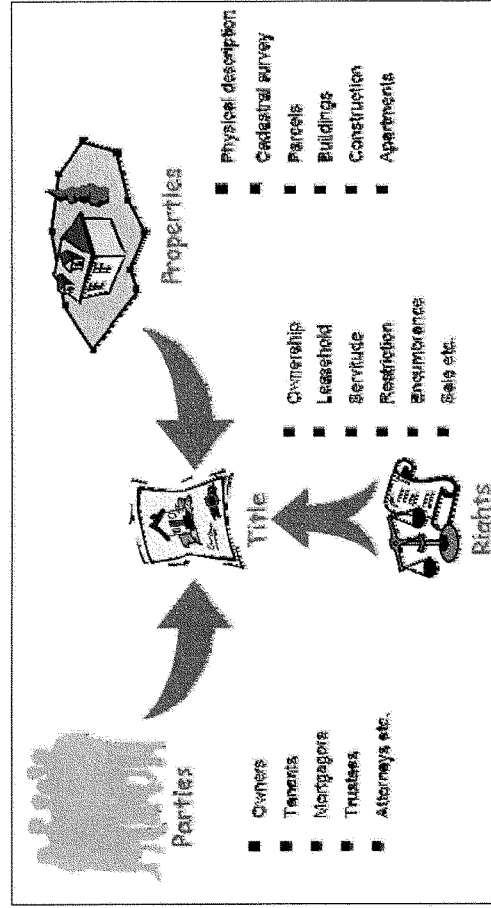 Parties
Owners
Tenants
Mortgagors
Trustees
Attorneys etc.
Title
Rights
Ownership
Leasehold
Servitude
Restriction
Encumbrance
Sale etc.
Properties
Physical description
Cadastral survey
Parcels
Buildings
Construction
Apartments